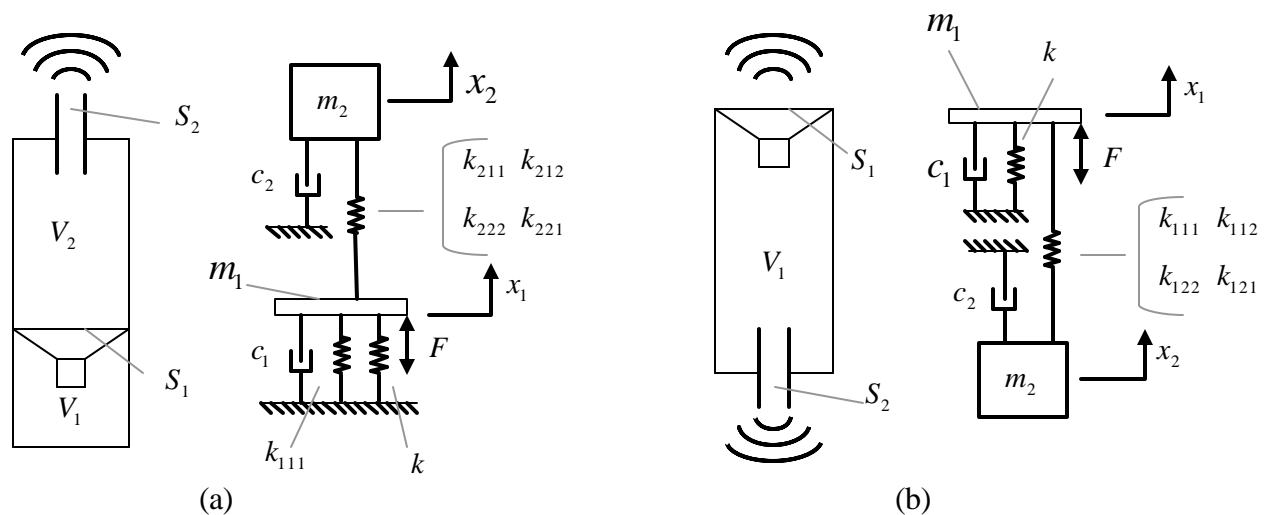 S₂
V₂
S₁
V₁
m₂
x₂
c₂
k₂₁₁ k₂₁₂
k₂₂₂ k₂₂₁
m₁
x₁
c₁
F
k₁₁₁
k
(a)
S₁
V₁
S₂
m₁
k
x₁
c₁
F
k₁₁₁ k₁₁₂
k₁₂₂ k₁₂₁
c₂
x₂
m₂
(b)